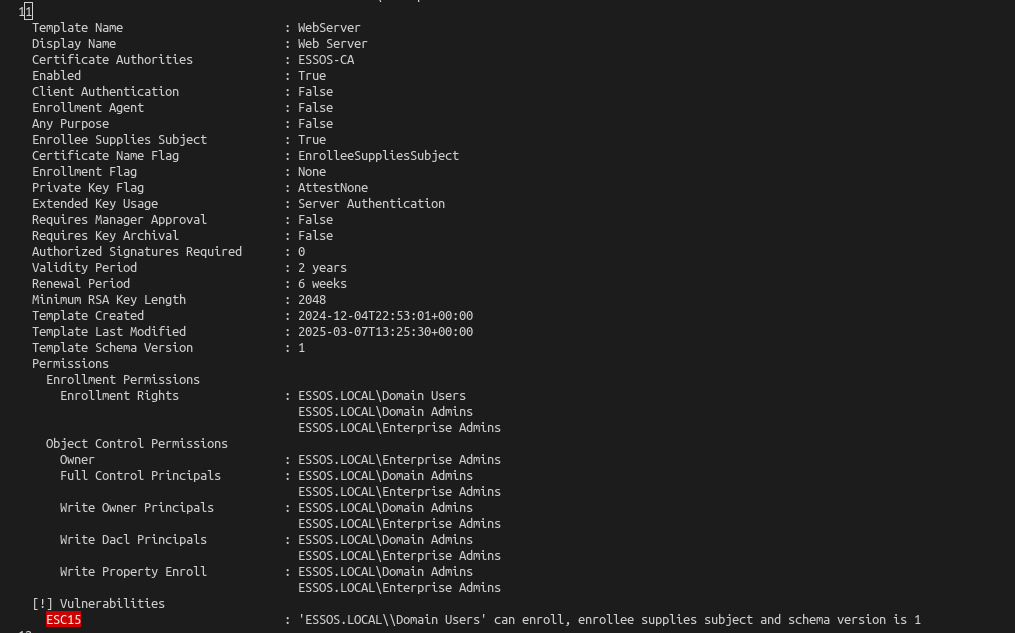 11
Template Name : WebServer
Display Name : Web Server
Certificate Authorities : ESSOS-CA
Enabled : True
Client Authentication : False
Enrollment Agent : False
Any Purpose : False
Enrollee Supplies Subject : True
Certificate Name Flag : EnrolleeSuppliesSubject
Enrollment Flag : None
Private Key Flag : AttestNone
Extended Key Usage : Server Authentication
Requires Manager Approval : False
Requires Key Archival : False
Authorized Signatures Required : 0
Validity Period : 2 years
Renewal Period : 6 weeks
Minimum RSA Key Length : 2048
Template Created : 2024-12-04T22:53:01+00:00
Template Last Modified : 2025-03-07T13:25:30+00:00
Template Schema Version : 1
Permissions
Enrollment Permissions
Enrollment Rights : ESSOS.LOCAL\Domain Users
ESSOS.LOCAL\Domain Admins
ESSOS.LOCAL\Enterprise Admins
Object Control Permissions
Owner : ESSOS.LOCAL\Enterprise Admins
Full Control Principals : ESSOS.LOCAL\Domain Admins
ESSOS.LOCAL\Enterprise Admins
Write Owner Principals : ESSOS.LOCAL\Domain Admins
ESSOS.LOCAL\Enterprise Admins
Write Dacl Principals : ESSOS.LOCAL\Domain Admins
ESSOS.LOCAL\Enterprise Admins
Write Property Enroll : ESSOS.LOCAL\Domain Admins
ESSOS.LOCAL\Enterprise Admins
[!] Vulnerabilities
ESC15 : 'ESSOS.LOCAL\\Domain Users' can enroll, enrollee supplies subject and schema version is 1